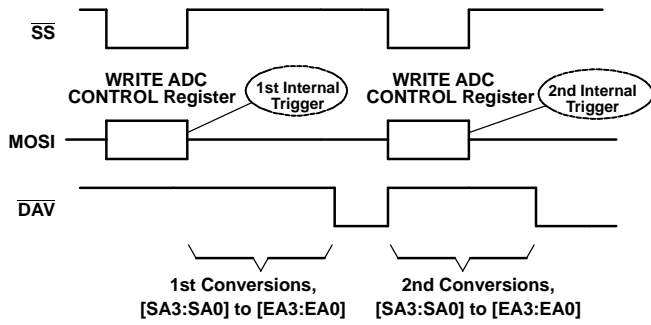 SS
WRITE ADC
CONTROL Register
1st Internal
Trigger
WRITE ADC
CONTROL Register
2nd Internal
Trigger
MOSI
DAV
1st Conversions,
[SA3:SA0] to [EA3:EA0]
2nd Conversions,
[SA3:SA0] to [EA3:EA0]